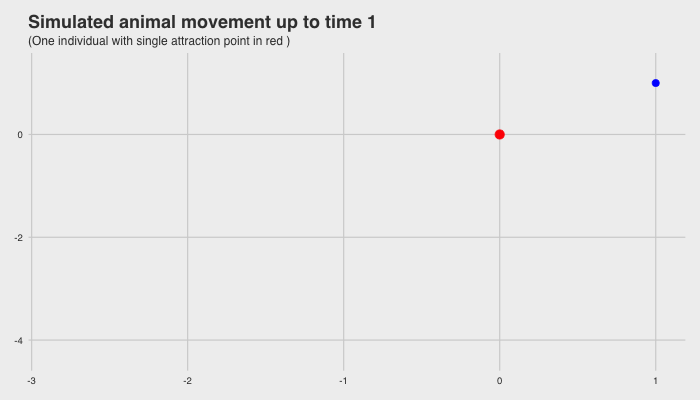 Simulated animal movement up to time 1
(One individual with single attraction point in red )
0
-2
-4
-3 -2 -1 0 1